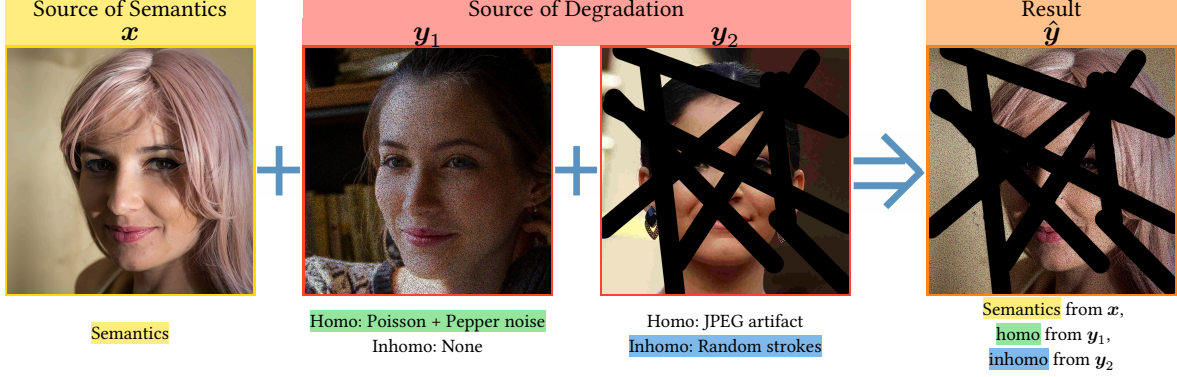 Source of Semantics
x
Source of Degradation
y₁
y₂
Result
ŷ
Semantics
Homo: Poisson + Pepper noise
Inhomo: None
Homo: JPEG artifact
Inhomo: Random strokes
Semantics from x,
homo from y₁,
inhomo from y₂